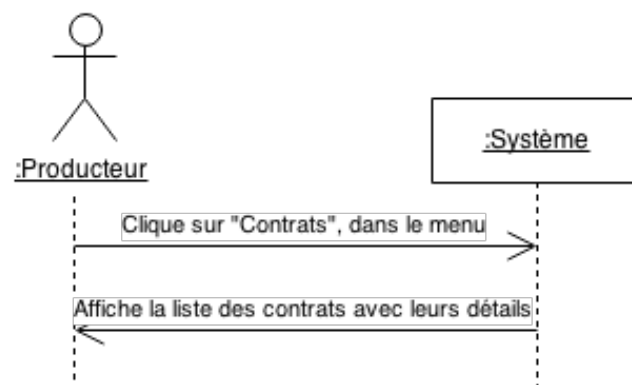 :Système
:Producteur
Clique sur "Contrats", dans le menu
Affiche la liste des contrats avec leurs détails